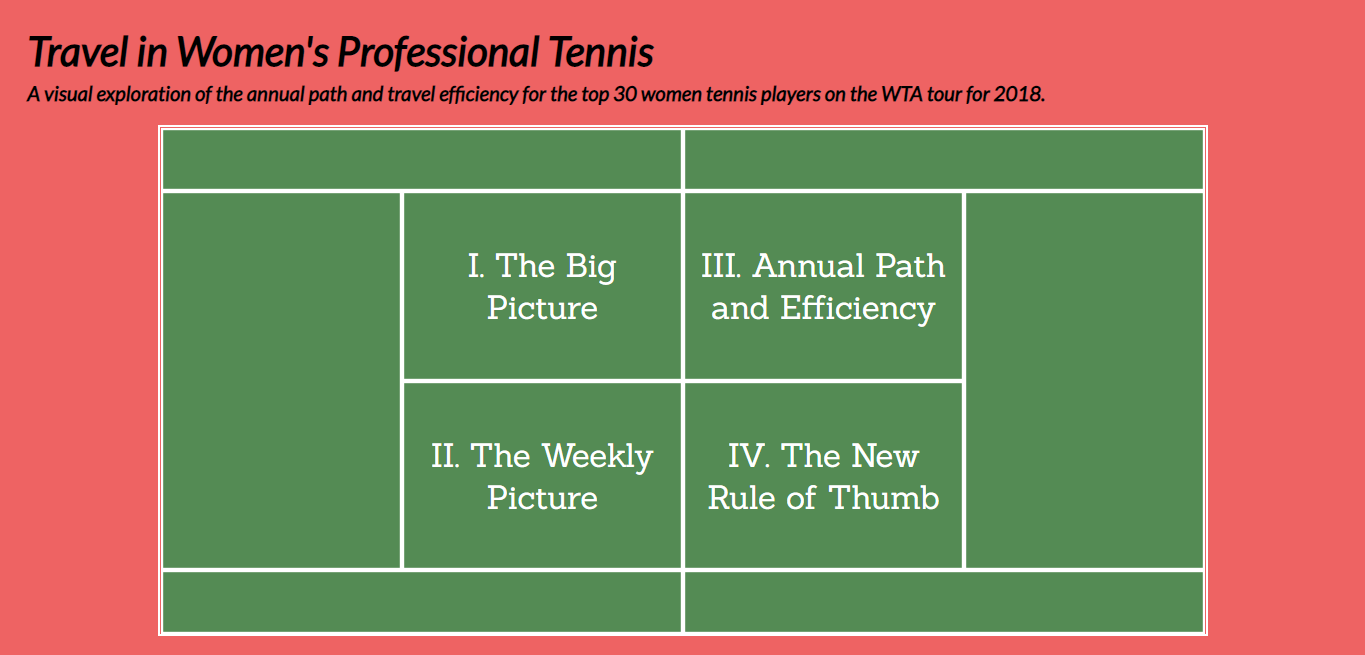 Travel in Women's Professional Tennis
A visual exploration of the annual path and travel efficiency for the top 30 women tennis players on the WTA tour for 2018.
I. The Big
Picture
II. The Weekly
Picture
III. Annual Path
and Efficiency
IV. The New
Rule of Thumb